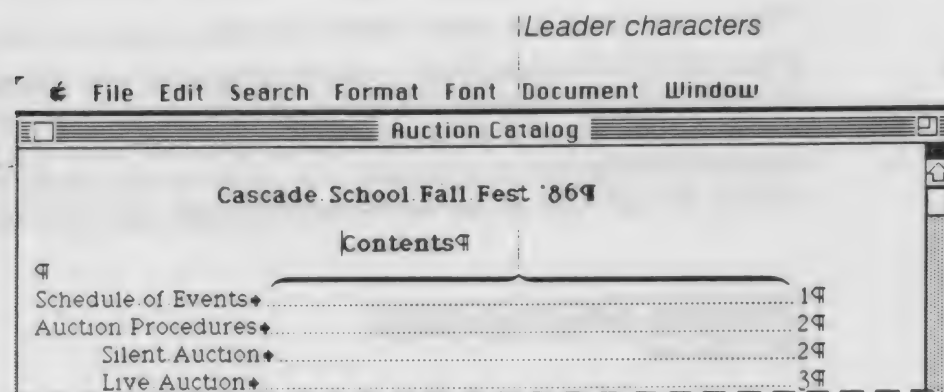 Leader characters
File Edit Search Format Font Document Window
Auction Catalog
Cascade School Fall Fest '86¶
Contents¶
¶
Schedule of Events♦........................1¶
Auction Procedures♦........................2¶
Silent Auction♦........................2¶
Live Auction♦........................3¶